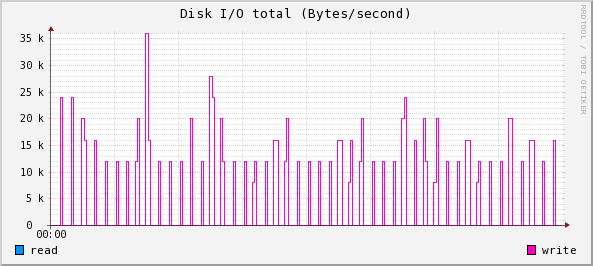 Disk I/O total (Bytes/second)
RRDTOOL / TOBI OETIKER
35 k
30 k
25 k
20 k
15 k
10 k
5 k
0
00:00
read
write